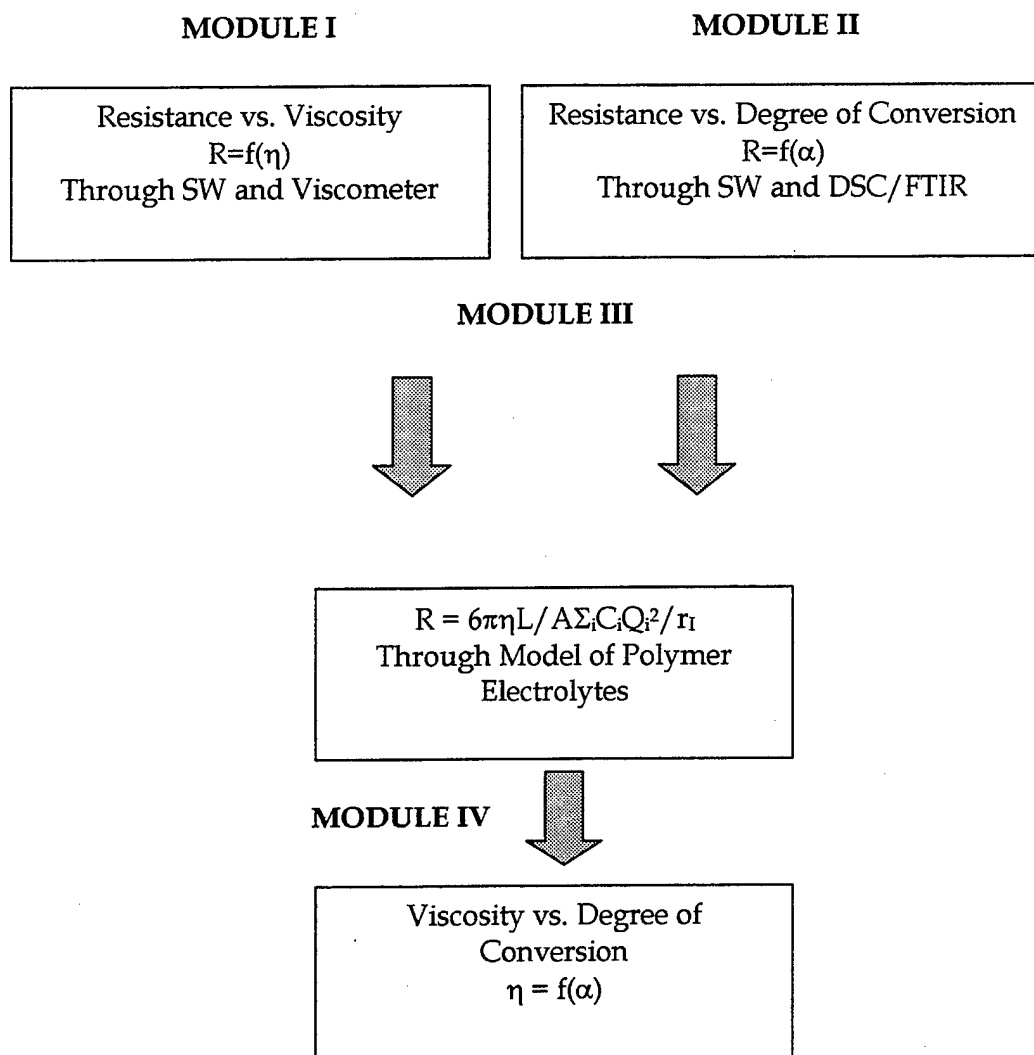 MODULE I
MODULE II
Resistance vs. Viscosity
R=f(η)
Through SW and Viscometer
Resistance vs. Degree of Conversion
R=f(α)
Through SW and DSC/FTIR
MODULE III
R = 6πηL/AΣᵢCᵢQᵢ²/r_I
Through Model of Polymer
Electrolytes
MODULE IV
Viscosity vs. Degree of
Conversion
η = f(α)